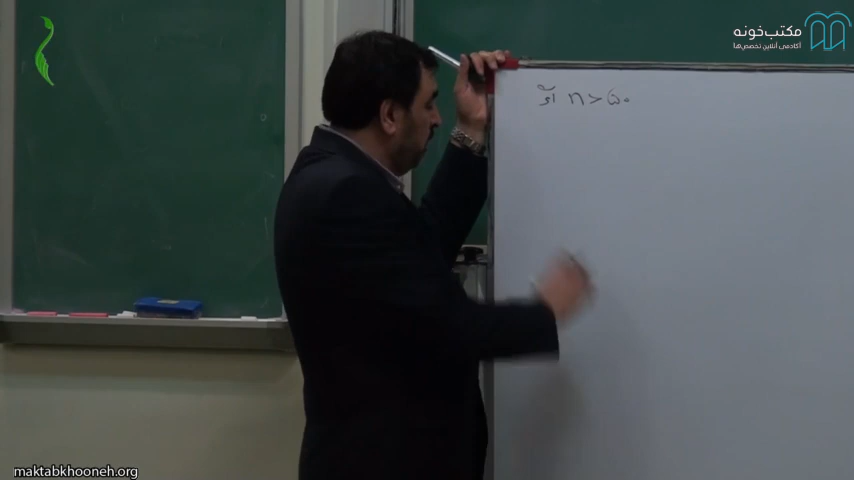 مکتب‌خونه
آکادمی آنلاین تخصص‌ها
اگر n > ۵۰
maktabkhooneh.org